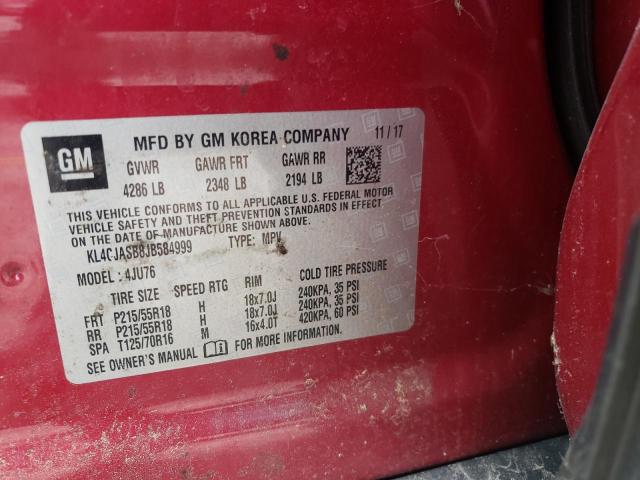 GM
MFD BY GM KOREA COMPANY 11/17
GVWR GAWR FRT GAWR RR
4286 LB 2348 LB 2194 LB
THIS VEHICLE CONFORMS TO ALL APPLICABLE U.S. FEDERAL MOTOR
VEHICLE SAFETY AND THEFT PREVENTION STANDARDS IN EFFECT
ON THE DATE OF MANUFACTURE SHOWN ABOVE.
KL4CJASB8JB584999 TYPE: MPV
MODEL: 4JU76
TIRE SIZE SPEED RTG RIM COLD TIRE PRESSURE
FRT P215/55R18 H 18x7.0J 240KPA, 35 PSI
RR P215/55R18 H 18x7.0J 240KPA, 35 PSI
SPA T125/70R16 M 16x4.0T 420KPA, 60 PSI
SEE OWNER'S MANUAL FOR MORE INFORMATION.